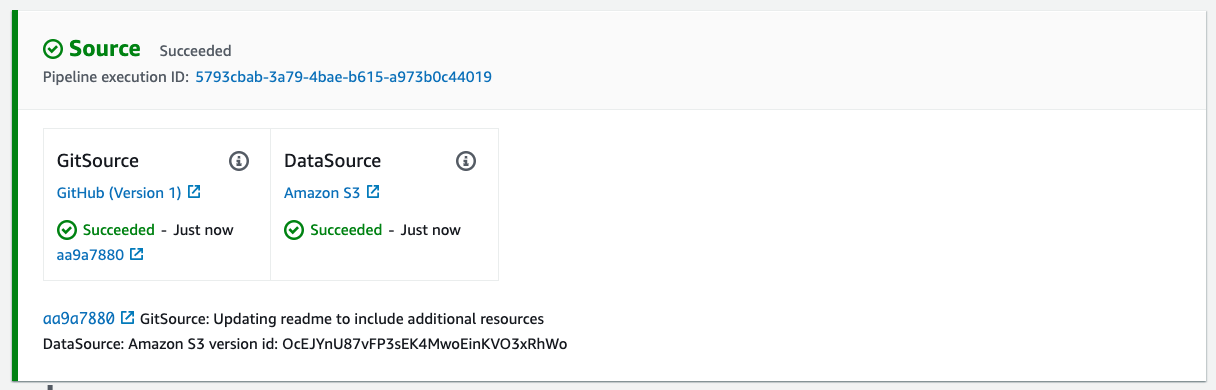 Source Succeeded
Pipeline execution ID: 5793cbab-3a79-4bae-b615-a973b0c44019
GitSource
GitHub (Version 1)
Succeeded - Just now
aa9a7880
DataSource
Amazon S3
Succeeded - Just now
aa9a7880 GitSource: Updating readme to include additional resources
DataSource: Amazon S3 version id: OcEJYnU87vFP3sEK4MwoEinKVO3xRhWo